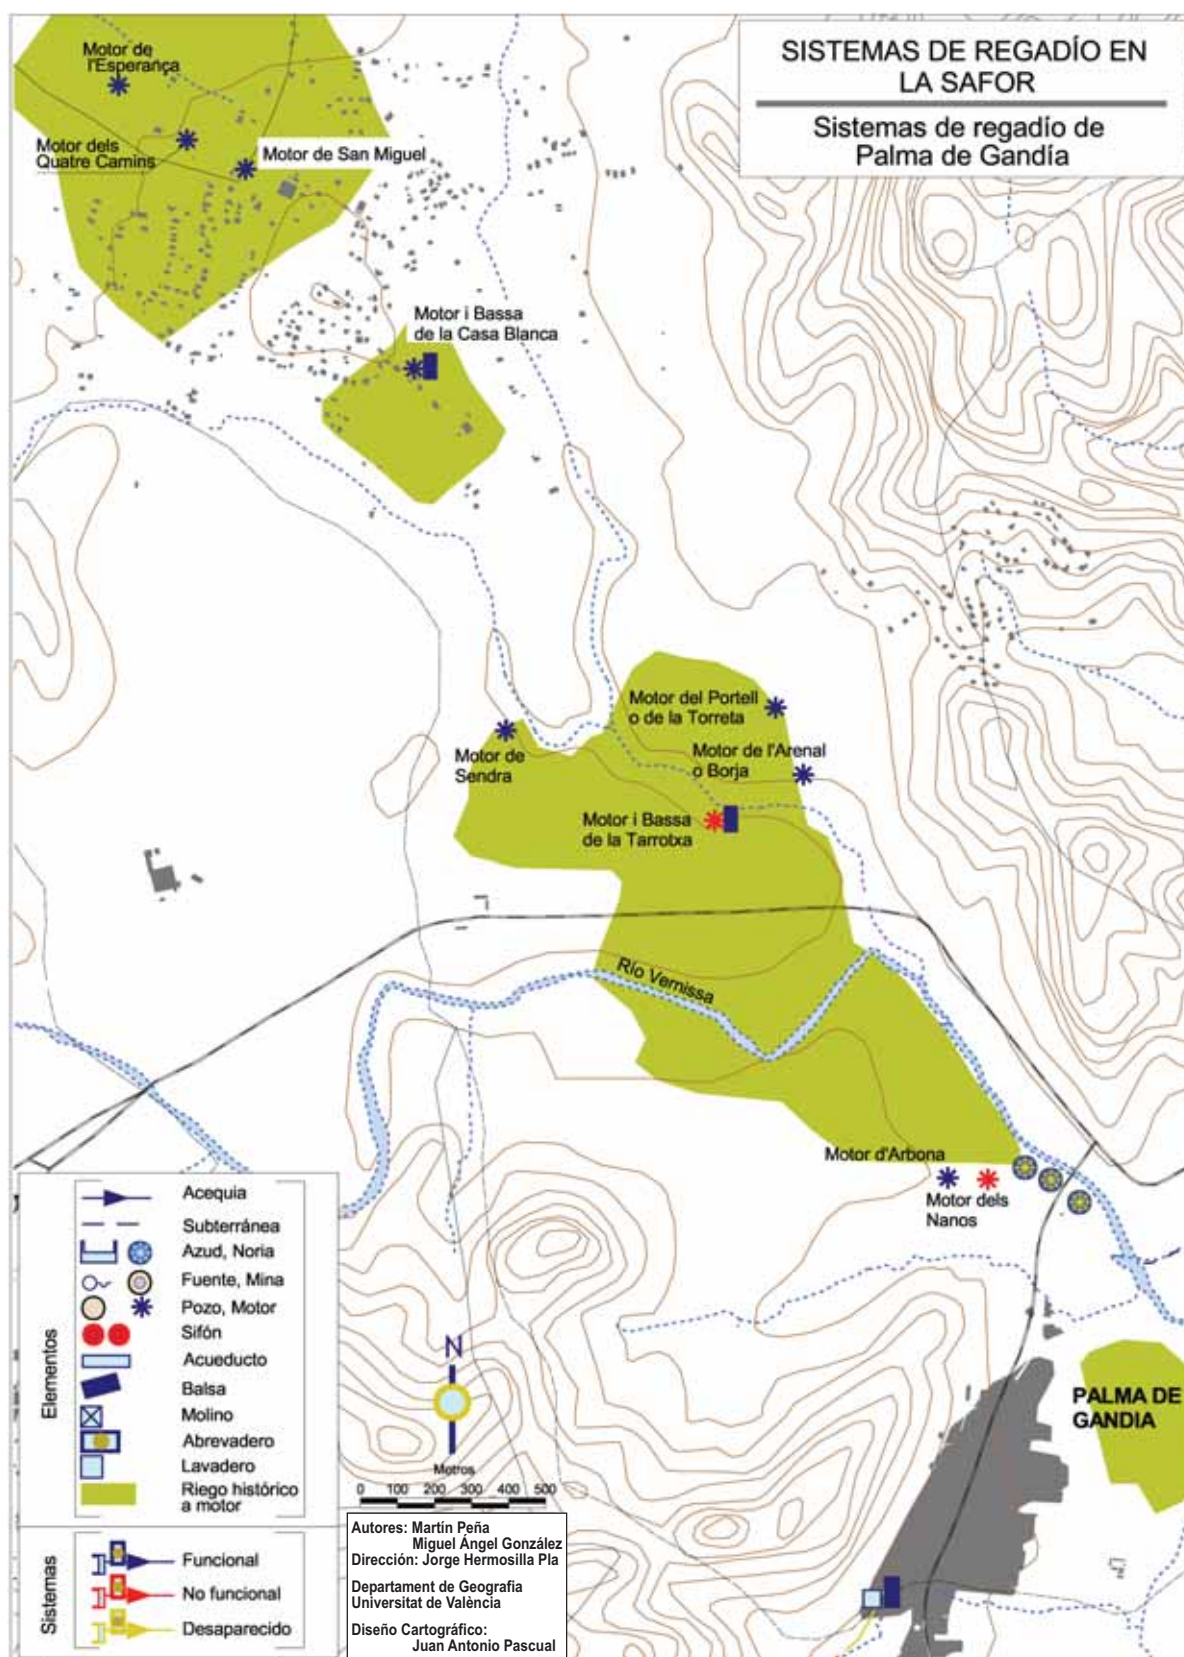 SISTEMAS DE REGADÍO EN
LA SAFOR
Sistemas de regadío de
Palma de Gandía
Motor de
l'Esperança
Motor dels
Quatre Camins
Motor de San Miguel
Motor i Bassa
de la Casa Blanca
Motor del Portell
o de la Torreta
Motor de
Sendra
Motor de l'Arenal
o Borja
Motor i Bassa
de la Tarrotxa
Río Vernissa
Motor d'Arbona
Motor dels
Nanos
PALMA DE
GANDIA
Elementos
Acequia
Subterránea
Azud, Noria
Fuente, Mina
Pozo, Motor
Sifón
Acueducto
Balsa
Molino
Abrevadero
Lavadero
Riego histórico
a motor
Sistemas
Funcional
No funcional
Desaparecido
N
Metros
0 100 200 300 400 500
Autores: Martín Peña
Miguel Ángel González
Dirección: Jorge Hermosilla Pla
Departament de Geografia
Universitat de València
Diseño Cartográfico:
Juan Antonio Pascual